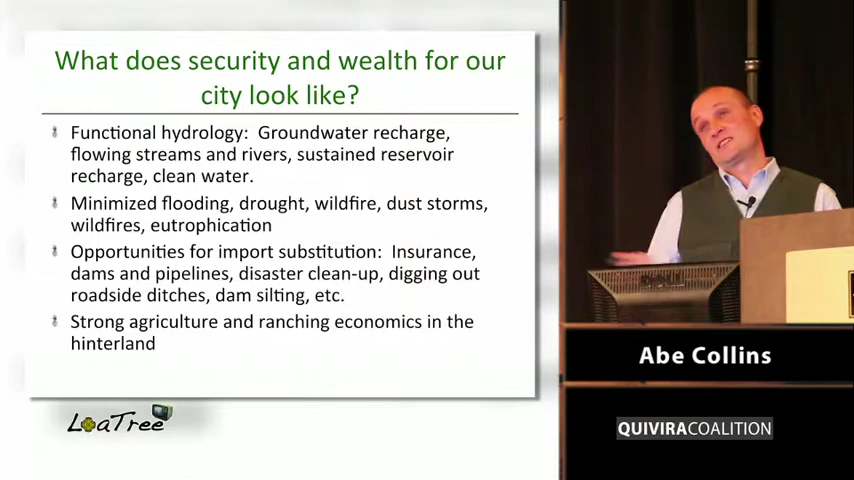 What does security and wealth for our
city look like?
Functional hydrology: Groundwater recharge,
flowing streams and rivers, sustained reservoir
recharge, clean water.
Minimized flooding, drought, wildfire, dust storms,
wildfires, eutrophication
Opportunities for import substitution: Insurance,
dams and pipelines, disaster clean-up, digging out
roadside ditches, dam silting, etc.
Strong agriculture and ranching economics in the
hinterland
LoaTree
DELL
Abe Collins
QUIVIRACOALITION